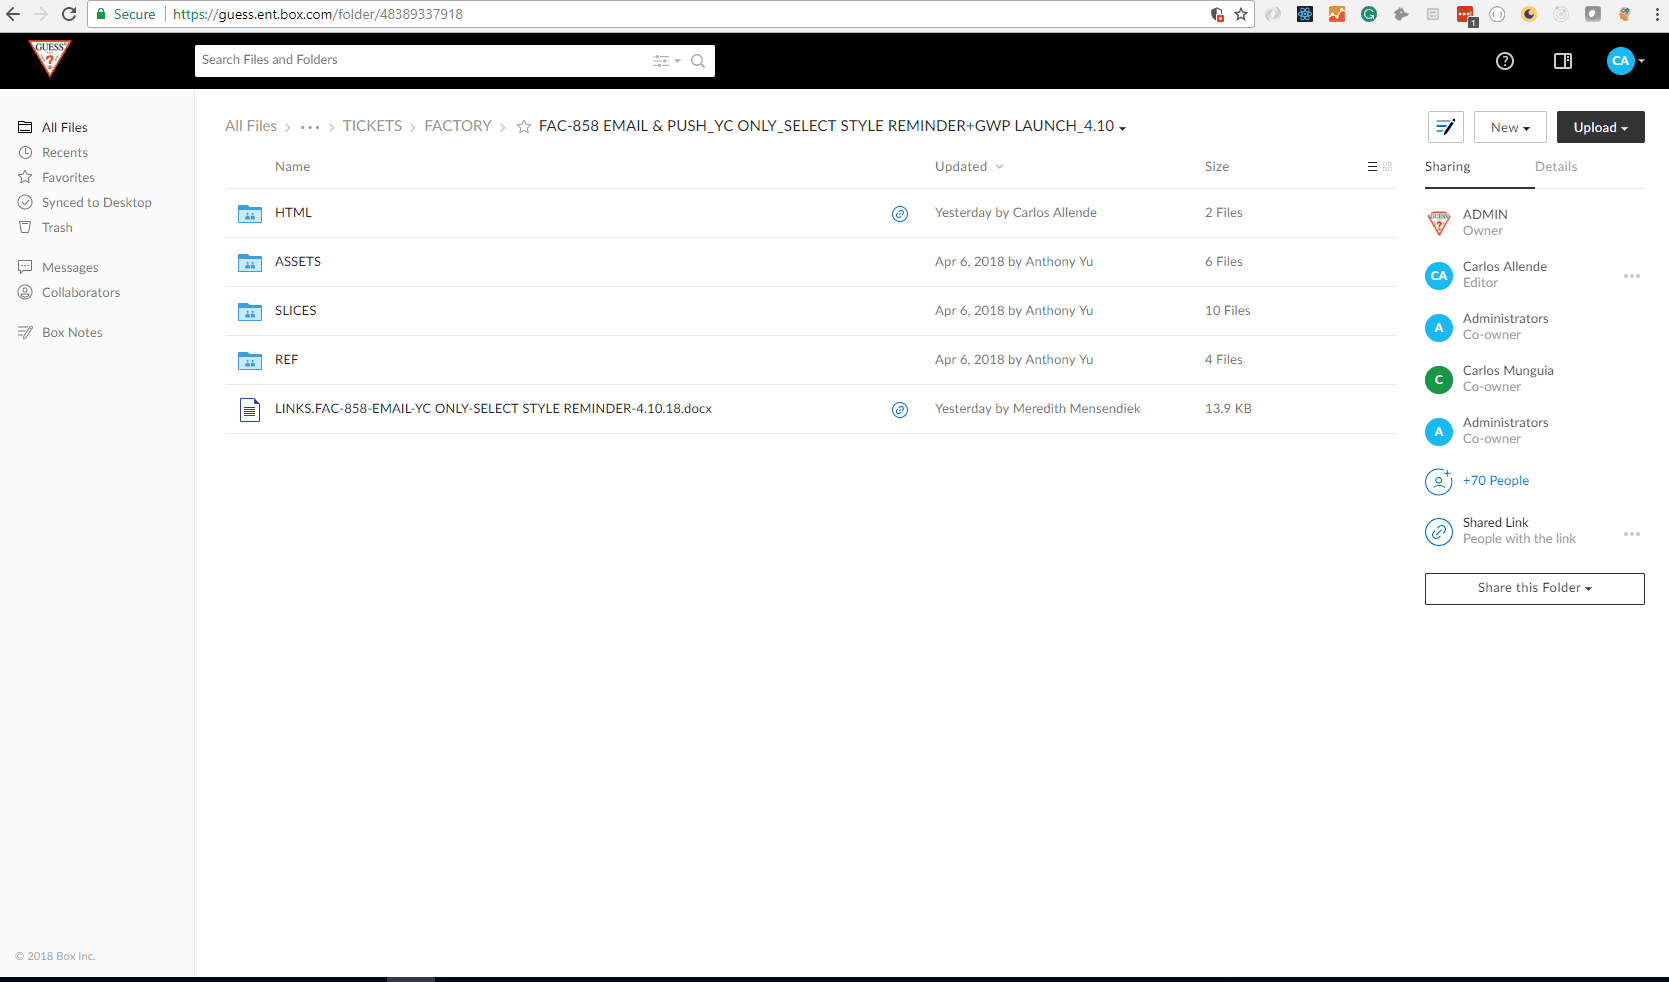 Secure https://guess.ent.box.com/folder/48389337918
1
GUESS
?
Search Files and Folders
CA
All Files
Recents
Favorites
Synced to Desktop
Trash
Messages
Collaborators
Box Notes
All Files TICKETS FACTORY FAC-858 EMAIL & PUSH_YC ONLY_SELECT STYLE REMINDER+GWP LAUNCH_4.10
New
Upload
Name Updated Size
HTML Yesterday by Carlos Allende 2 Files
ASSETS Apr 6, 2018 by Anthony Yu 6 Files
SLICES Apr 6, 2018 by Anthony Yu 10 Files
REF Apr 6, 2018 by Anthony Yu 4 Files
LINKS.FAC-858-EMAIL-YC ONLY-SELECT STYLE REMINDER-4.10.18.docx Yesterday by Meredith Mensendiek 13.9 KB
Sharing Details
ADMIN
Owner
CA
Carlos Allende
Editor
A
Administrators
Co-owner
C
Carlos Munguia
Co-owner
A
Administrators
Co-owner
+70 People
Shared Link
People with the link
Share this Folder
© 2018 Box Inc.